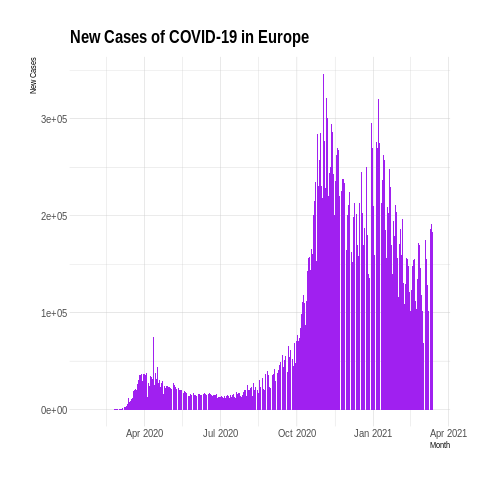 New Cases of COVID-19 in Europe
New Cases
3e+05
2e+05
1e+05
0e+00
Apr 2020
Jul 2020
Oct 2020
Jan 2021
Apr 2021
Month